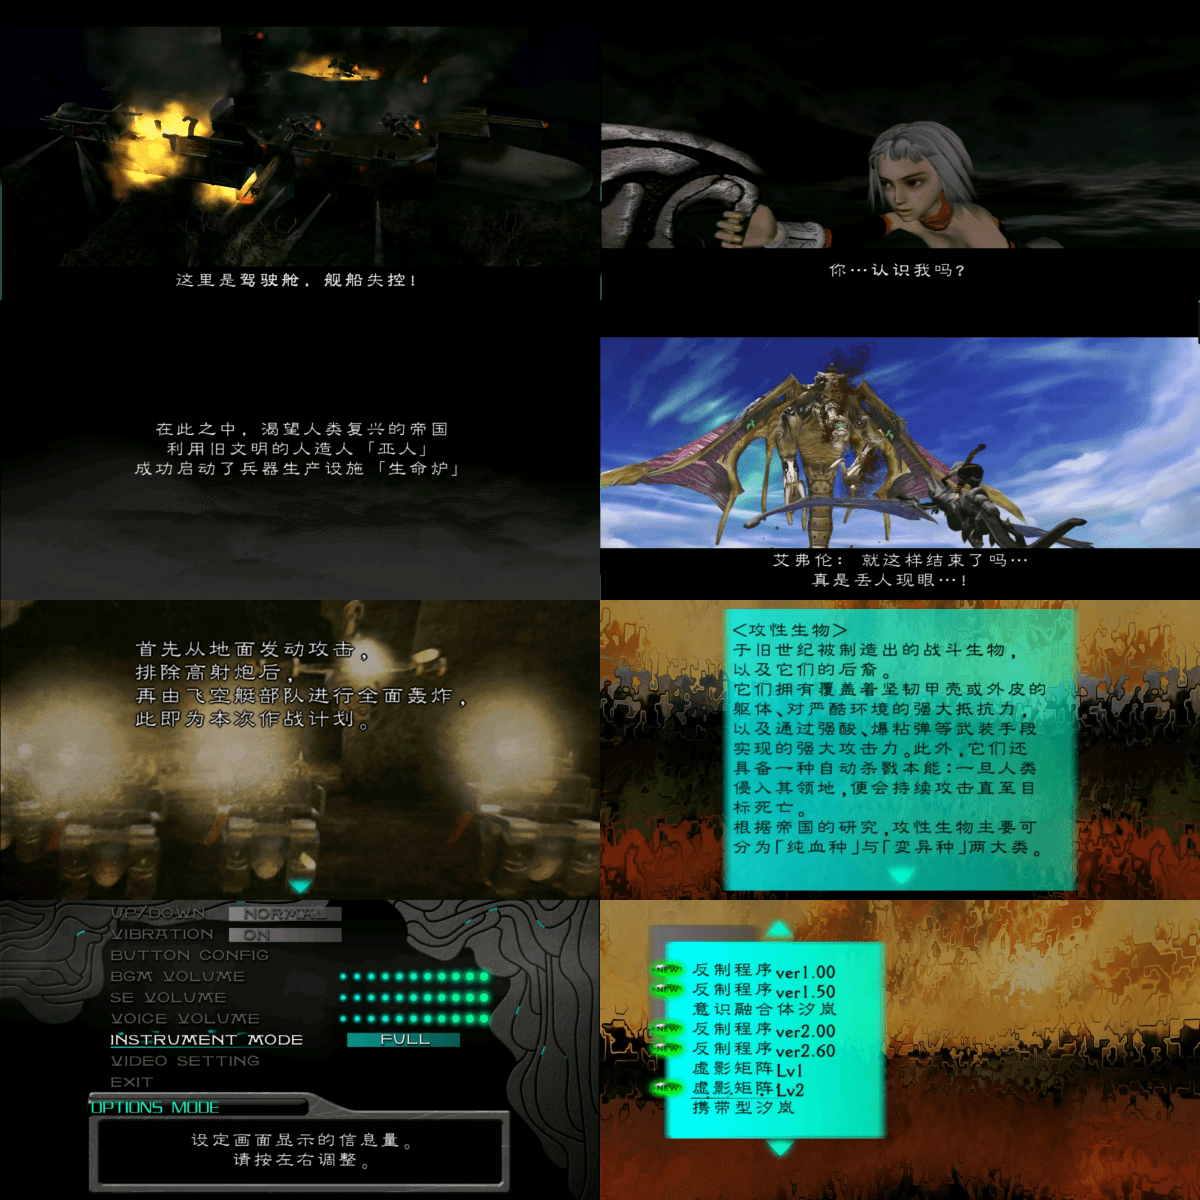 这里是驾驶舱，舰船失控！
你…认识我吗？
在此之中，渴望人类复兴的帝国
利用旧文明的人造人「亚人」
成功启动了兵器生产设施「生命炉」
艾弗伦：就这样结束了吗…
真是丢人现眼…！
首先从地面发动攻击，
排除高射炮后，
再由飞空艇部队进行全面轰炸，
此即为本次作战计划。
<攻性生物>
于旧世纪被制造出的战斗生物，
以及它们的后裔。
它们拥有覆盖着坚韧甲壳或外皮的
躯体、对严酷环境的强大抵抗力，
以及通过强酸、爆粘弹等武装手段
实现的强大攻击力。此外，它们还
具备一种自动杀戮本能：一旦人类
侵入其领地，便会持续攻击直至目
标死亡。
根据帝国的研究，攻性生物主要可
分为「纯血种」与「变异种」两大类。
UP/DOWN NORMAL
VIBRATION ON
BUTTON CONFIG
BGM VOLUME
SE VOLUME
VOICE VOLUME
INSTRUMENT MODE FULL
VIDEO SETTING
EXIT
OPTIONS MODE
设定画面显示的信息量。
请按左右调整。
NEW 反制程序ver1.00
NEW 反制程序ver1.50
意识融合体汐岚
NEW 反制程序ver2.00
NEW 反制程序ver2.60
虚影矩阵Lv1
NEW 虚影矩阵Lv2
携带型汐岚